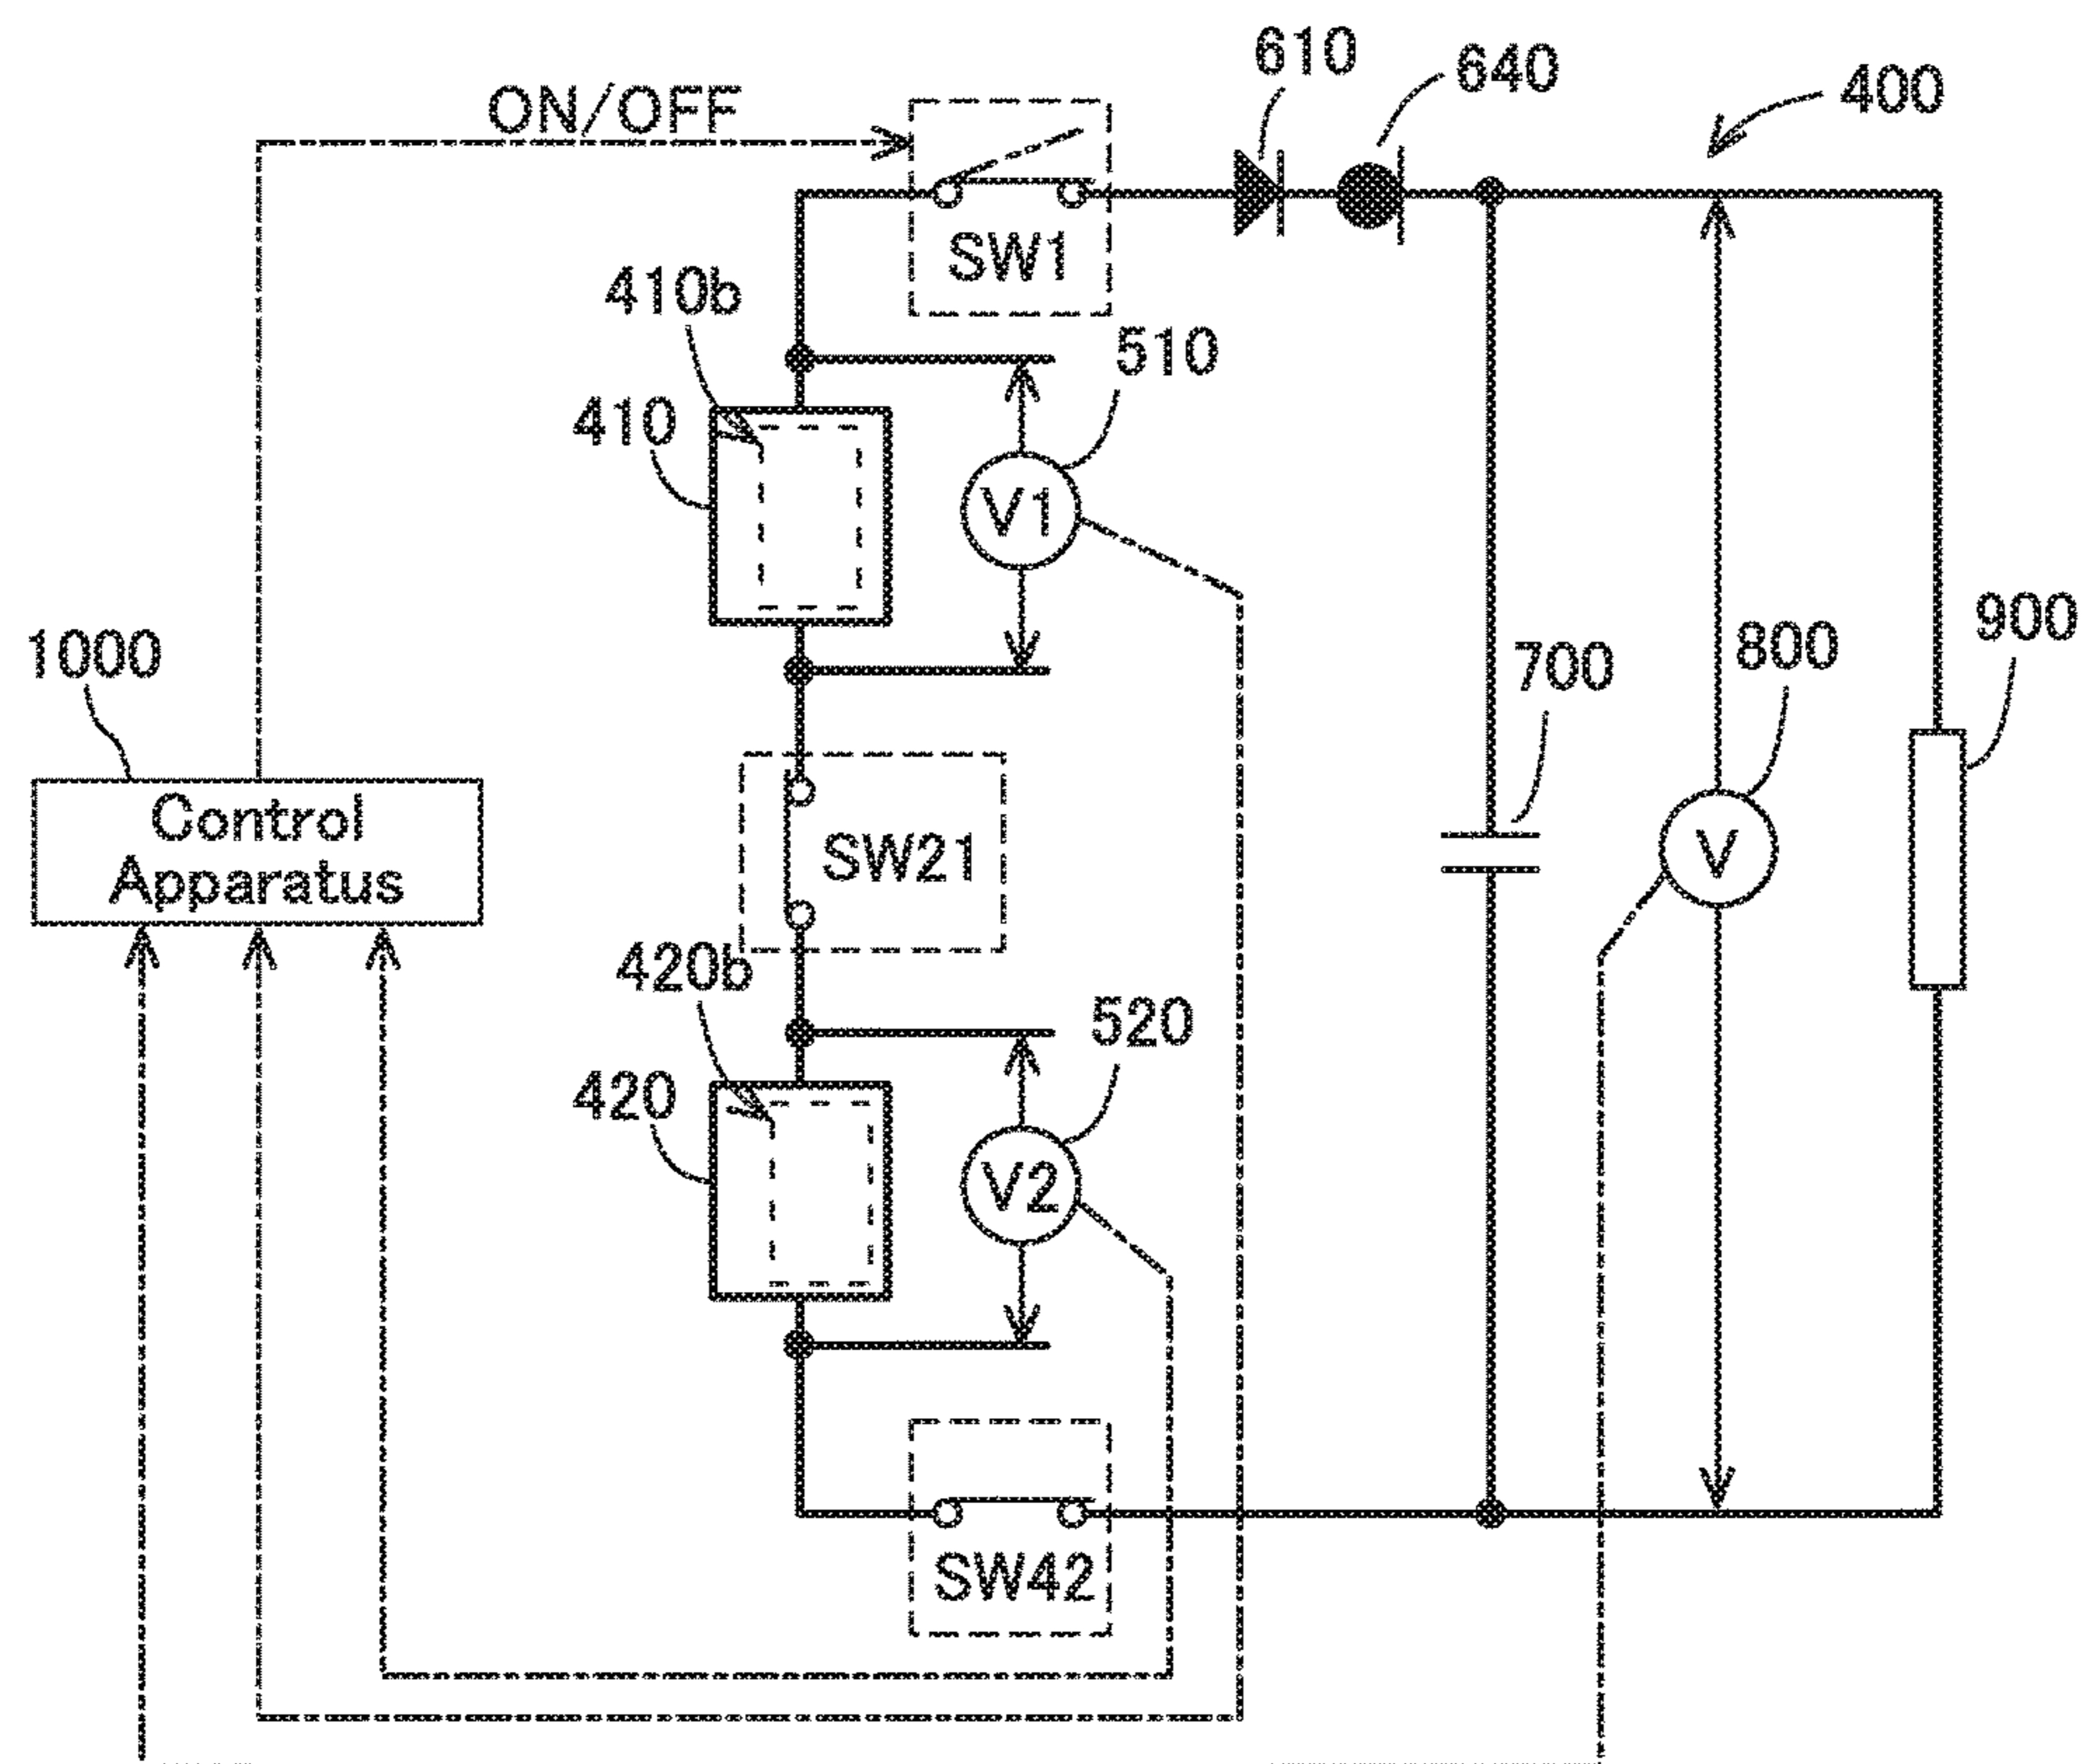 610
640
400
ON/OFF
SW1
410b
510
410
V1
1000
900
800
700
Control
Apparatus
SW21
V
420b
520
420
V2
SW42